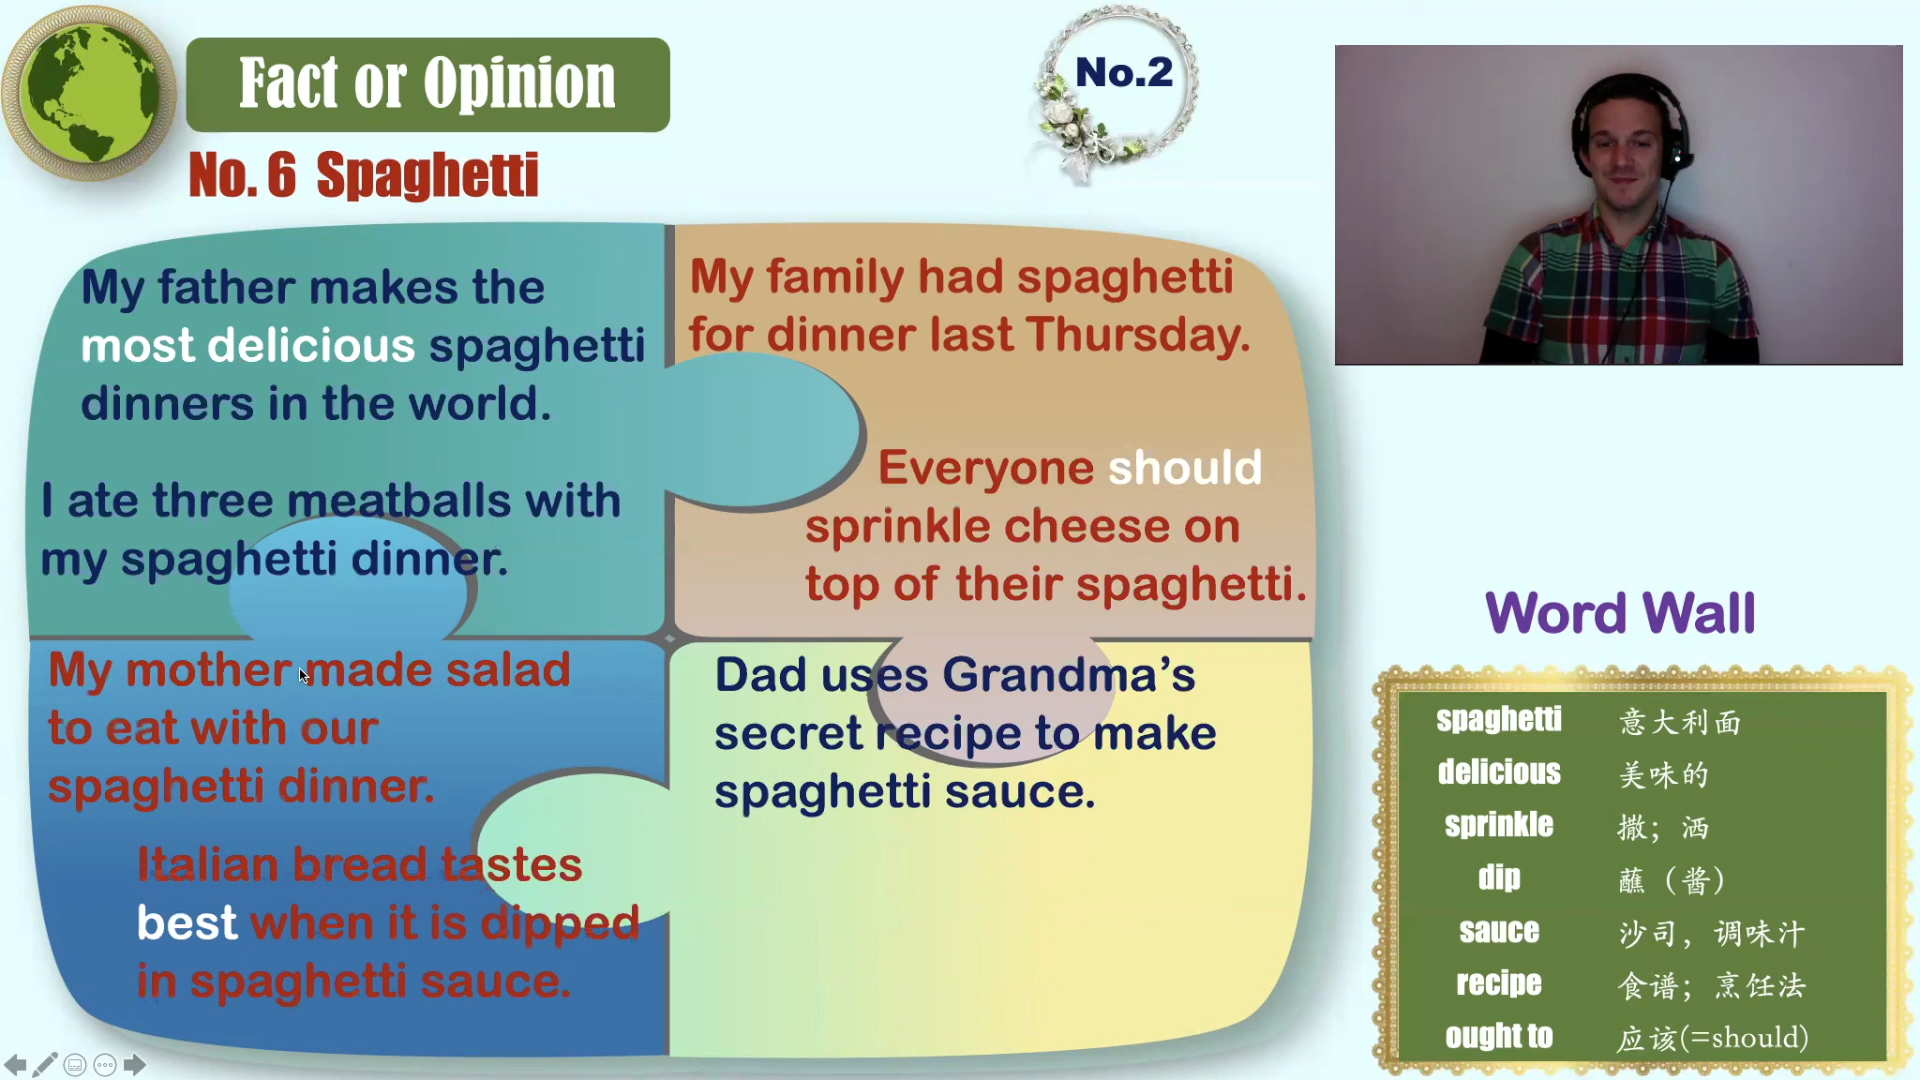 Fact or Opinion
No.2
No. 6 Spaghetti
My father makes the
most delicious spaghetti
dinners in the world.
I ate three meatballs with
my spaghetti dinner.
My family had spaghetti
for dinner last Thursday.
Everyone should
sprinkle cheese on
top of their spaghetti.
My mother made salad
to eat with our
spaghetti dinner.
Italian bread tastes
best when it is dipped
in spaghetti sauce.
Dad uses Grandma’s
secret recipe to make
spaghetti sauce.
Word Wall
spaghetti 意大利面
delicious 美味的
sprinkle 撒；洒
dip 蘸（酱）
sauce 沙司，调味汁
recipe 食谱；烹饪法
ought to 应该(=should)